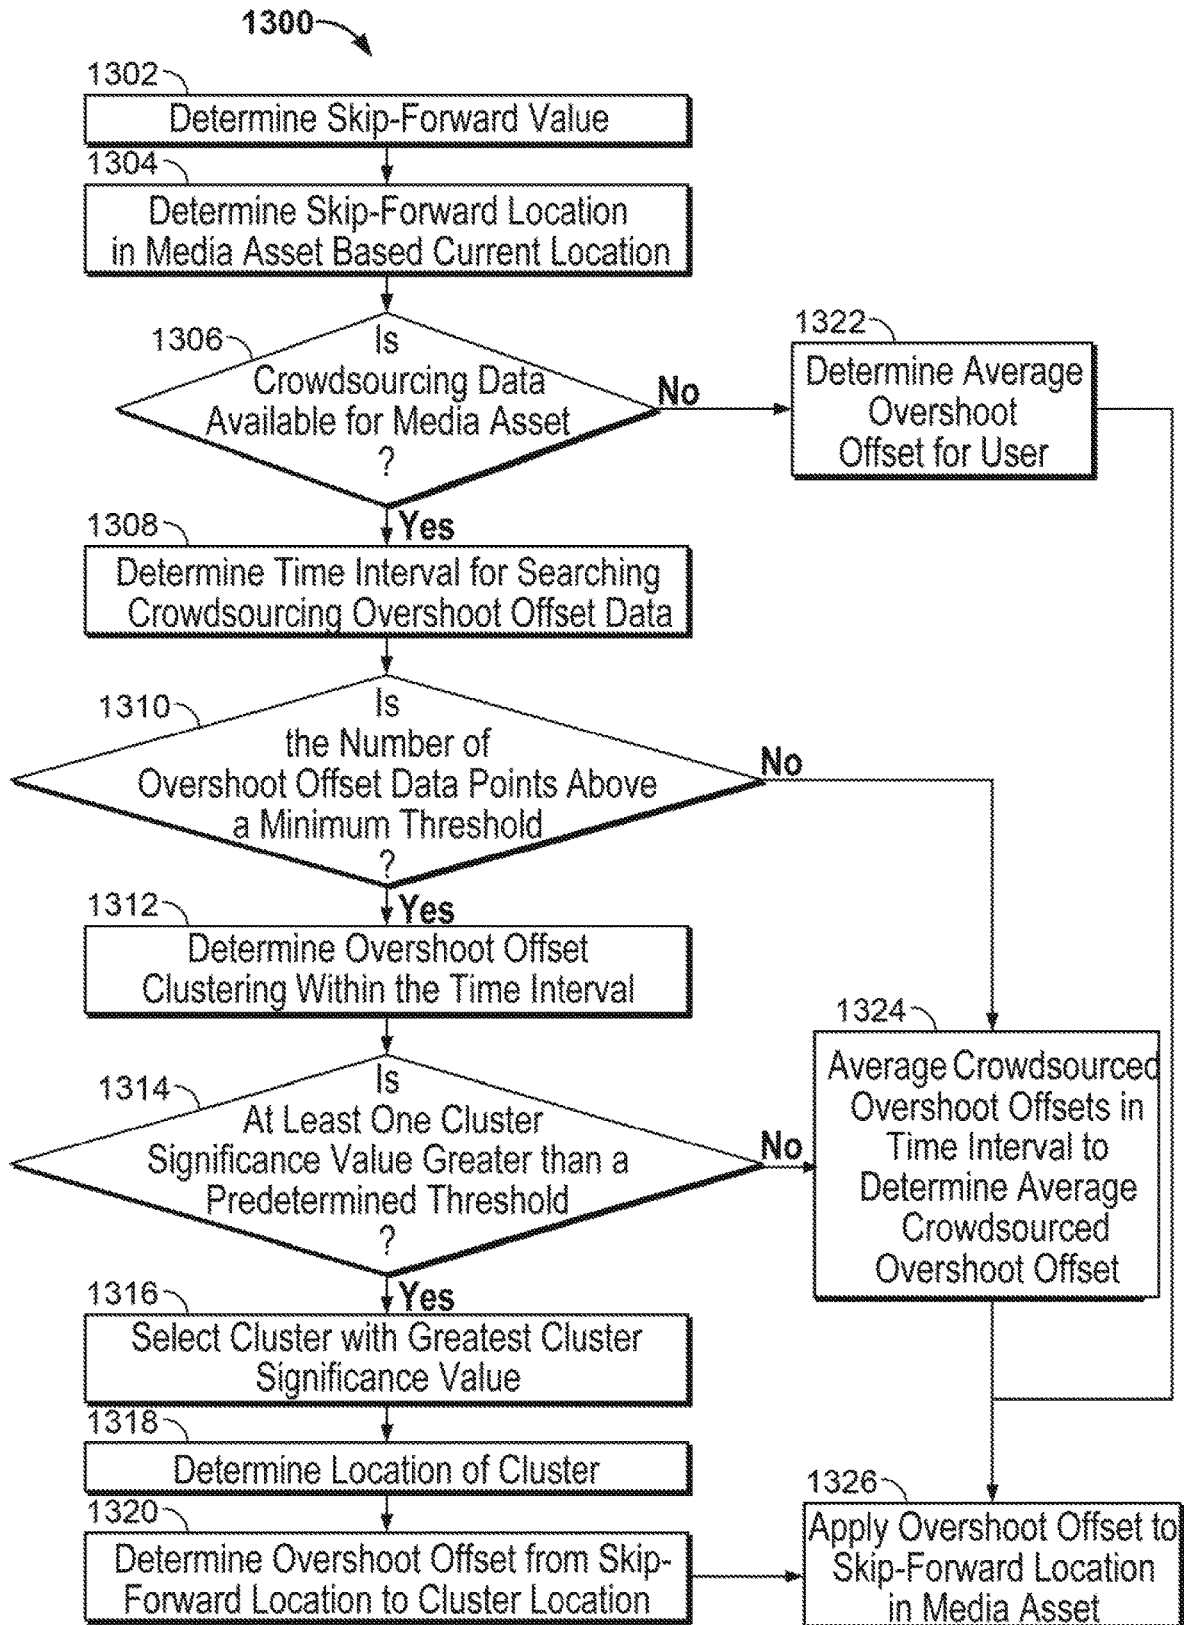 1300
1302
Determine Skip-Forward Value
1304
Determine Skip-Forward Location
in Media Asset Based Current Location
1306
Is
Crowdsourcing Data
Available for Media Asset
?
No
1322
Determine Average
Overshoot
Offset for User
Yes
1308
Determine Time Interval for Searching
Crowdsourcing Overshoot Offset Data
1310
Is
the Number of
Overshoot Offset Data Points Above
a Minimum Threshold
?
No
Yes
1312
Determine Overshoot Offset
Clustering Within the Time Interval
1314
Is
At Least One Cluster
Significance Value Greater than a
Predetermined Threshold
?
No
1324
Average Crowdsourced
Overshoot Offsets in
Time Interval to
Determine Average
Crowdsourced
Overshoot Offset
Yes
1316
Select Cluster with Greatest Cluster
Significance Value
1318
Determine Location of Cluster
1320
Determine Overshoot Offset from Skip-
Forward Location to Cluster Location
1326
Apply Overshoot Offset to
Skip-Forward Location
in Media Asset